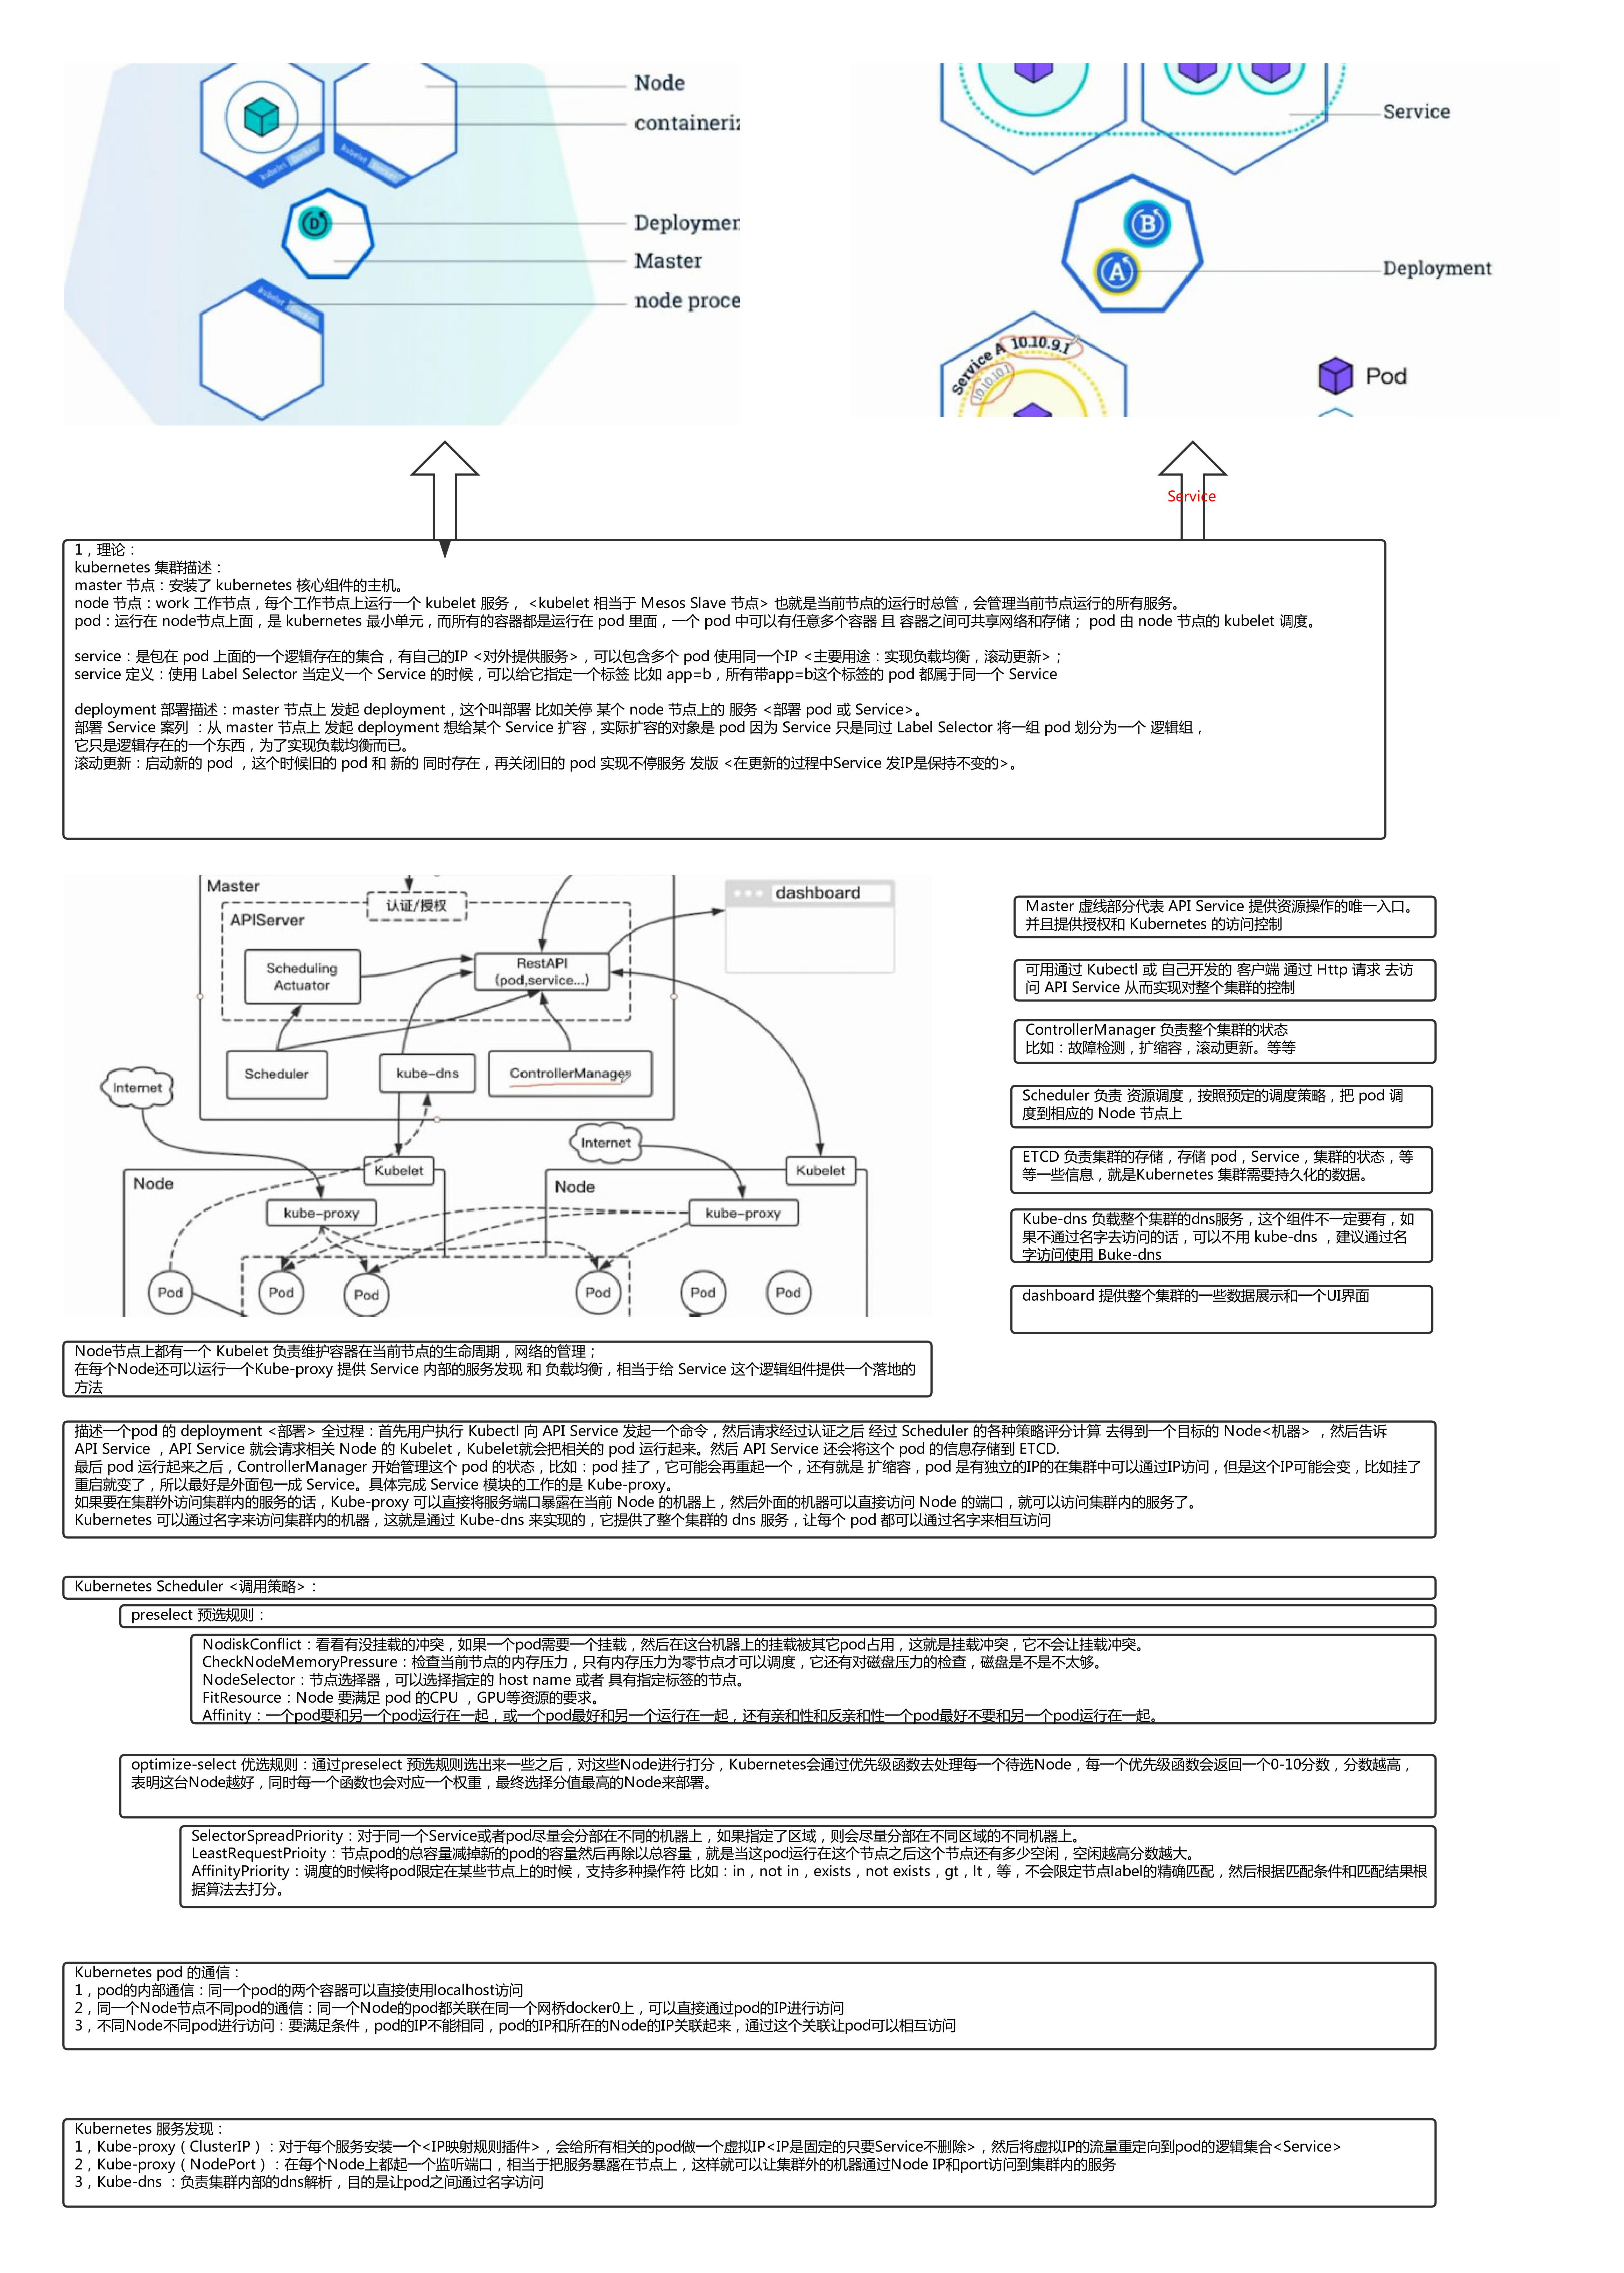 Node
containeriz
kubelet
docker
kubelet
docker
D
Deploymen
Master
kubelet
docker
node proce
Service
B
A
Deployment
Service A 10.10.9.1
10.10.10.1
Pod
Service
1，理论：
kubernetes 集群描述：
master 节点：安装了 kubernetes 核心组件的主机。
node 节点：work 工作节点，每个工作节点上运行一个 kubelet 服务， <kubelet 相当于 Mesos Slave 节点> 也就是当前节点的运行时总管，会管理当前节点运行的所有服务。
pod：运行在 node节点上面，是 kubernetes 最小单元，而所有的容器都是运行在 pod 里面，一个 pod 中可以有任意多个容器 且 容器之间可共享网络和存储； pod 由 node 节点的 kubelet 调度。
service：是包在 pod 上面的一个逻辑存在的集合，有自己的IP <对外提供服务>，可以包含多个 pod 使用同一个IP <主要用途：实现负载均衡，滚动更新>；
service 定义：使用 Label Selector 当定义一个 Service 的时候，可以给它指定一个标签 比如 app=b，所有带app=b这个标签的 pod 都属于同一个 Service
deployment 部署描述：master 节点上 发起 deployment，这个叫部署 比如关停 某个 node 节点上的 服务 <部署 pod 或 Service>。
部署 Service 案列 ：从 master 节点上 发起 deployment 想给某个 Service 扩容，实际扩容的对象是 pod 因为 Service 只是同过 Label Selector 将一组 pod 划分为一个 逻辑组，
它只是逻辑存在的一个东西，为了实现负载均衡而已。
滚动更新：启动新的 pod ，这个时候旧的 pod 和 新的 同时存在，再关闭旧的 pod 实现不停服务 发版 <在更新的过程中Service 发IP是保持不变的>。
Master
认证/授权
APIServer
dashboard
Scheduling
Actuator
RestAPI
(pod,service...)
Scheduler
kube-dns
ControllerManager
Internet
Internet
Kubelet
Kubelet
Node
Node
kube-proxy
kube-proxy
Pod
Pod
Pod
Pod
Pod
Pod
Master 虚线部分代表 API Service 提供资源操作的唯一入口。
并且提供授权和 Kubernetes 的访问控制
可用通过 Kubectl 或 自己开发的 客户端 通过 Http 请求 去访
问 API Service 从而实现对整个集群的控制
ControllerManager 负责整个集群的状态
比如：故障检测，扩缩容，滚动更新。等等
Scheduler 负责 资源调度，按照预定的调度策略，把 pod 调
度到相应的 Node 节点上
ETCD 负责集群的存储，存储 pod，Service，集群的状态，等
等一些信息，就是Kubernetes 集群需要持久化的数据。
Kube-dns 负载整个集群的dns服务，这个组件不一定要有，如
果不通过名字去访问的话，可以不用 kube-dns ，建议通过名
字访问使用 Buke-dns
dashboard 提供整个集群的一些数据展示和一个UI界面
Node节点上都有一个 Kubelet 负责维护容器在当前节点的生命周期，网络的管理；
在每个Node还可以运行一个Kube-proxy 提供 Service 内部的服务发现 和 负载均衡，相当于给 Service 这个逻辑组件提供一个落地的
方法
描述一个pod 的 deployment <部署> 全过程：首先用户执行 Kubectl 向 API Service 发起一个命令，然后请求经过认证之后 经过 Scheduler 的各种策略评分计算 去得到一个目标的 Node<机器> ，然后告诉
API Service ，API Service 就会请求相关 Node 的 Kubelet，Kubelet就会把相关的 pod 运行起来。然后 API Service 还会将这个 pod 的信息存储到 ETCD.
最后 pod 运行起来之后，ControllerManager 开始管理这个 pod 的状态，比如：pod 挂了，它可能会再重起一个，还有就是 扩缩容，pod 是有独立的IP的在集群中可以通过IP访问，但是这个IP可能会变，比如挂了
重启就变了，所以最好是外面包一成 Service。具体完成 Service 模块的工作的是 Kube-proxy。
如果要在集群外访问集群内的服务的话，Kube-proxy 可以直接将服务端口暴露在当前 Node 的机器上，然后外面的机器可以直接访问 Node 的端口，就可以访问集群内的服务了。
Kubernetes 可以通过名字来访问集群内的机器，这就是通过 Kube-dns 来实现的，它提供了整个集群的 dns 服务，让每个 pod 都可以通过名字来相互访问
Kubernetes Scheduler <调用策略>：
preselect 预选规则：
NodiskConflict：看看有没挂载的冲突，如果一个pod需要一个挂载，然后在这台机器上的挂载被其它pod占用，这就是挂载冲突，它不会让挂载冲突。
CheckNodeMemoryPressure：检查当前节点的内存压力，只有内存压力为零节点才可以调度，它还有对磁盘压力的检查，磁盘是不是不太够。
NodeSelector：节点选择器，可以选择指定的 host name 或者 具有指定标签的节点。
FitResource：Node 要满足 pod 的CPU ，GPU等资源的要求。
Affinity：一个pod要和另一个pod运行在一起，或一个pod最好和另一个运行在一起，还有亲和性和反亲和性一个pod最好不要和另一个pod运行在一起。
optimize-select 优选规则：通过preselect 预选规则选出来一些之后，对这些Node进行打分，Kubernetes会通过优先级函数去处理每一个待选Node，每一个优先级函数会返回一个0-10分数，分数越高，
表明这台Node越好，同时每一个函数也会对应一个权重，最终选择分值最高的Node来部署。
SelectorSpreadPriority：对于同一个Service或者pod尽量会分部在不同的机器上，如果指定了区域，则会尽量分部在不同区域的不同机器上。
LeastRequestPrioity：节点pod的总容量减掉新的pod的容量然后再除以总容量，就是当这pod运行在这个节点之后这个节点还有多少空闲，空闲越高分数越大。
AffinityPriority：调度的时候将pod限定在某些节点上的时候，支持多种操作符 比如：in，not in，exists，not exists，gt，lt，等，不会限定节点label的精确匹配，然后根据匹配条件和匹配结果根
据算法去打分。
Kubernetes pod 的通信：
1，pod的内部通信：同一个pod的两个容器可以直接使用localhost访问
2，同一个Node节点不同pod的通信：同一个Node的pod都关联在同一个网桥docker0上，可以直接通过pod的IP进行访问
3，不同Node不同pod进行访问：要满足条件，pod的IP不能相同，pod的IP和所在的Node的IP关联起来，通过这个关联让pod可以相互访问
Kubernetes 服务发现：
1，Kube-proxy（ClusterIP）：对于每个服务安装一个<IP映射规则插件>，会给所有相关的pod做一个虚拟IP<IP是固定的只要Service不删除>，然后将虚拟IP的流量重定向到pod的逻辑集合<Service>
2，Kube-proxy（NodePort）：在每个Node上都起一个监听端口，相当于把服务暴露在节点上，这样就可以让集群外的机器通过Node IP和port访问到集群内的服务
3，Kube-dns ：负责集群内部的dns解析，目的是让pod之间通过名字访问